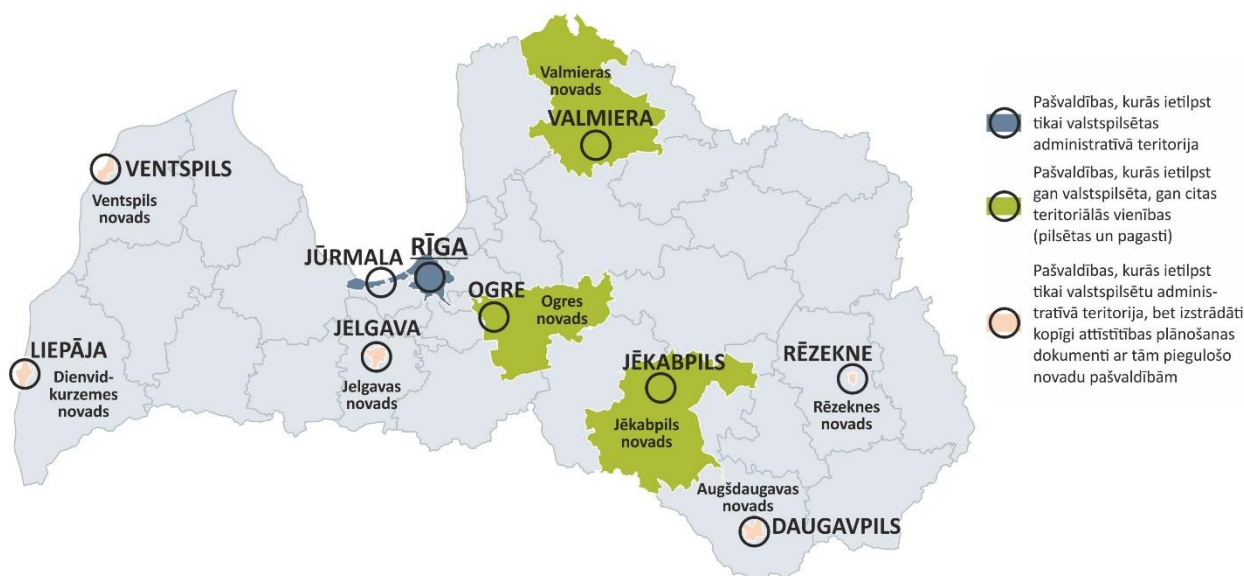 Valmieras
novads
VALMIERA
VENTSPILS
Ventspils
novads
JŪRMALA
RĪGA
OGRE
Ogres
novads
JELGAVA
Jelgavas
novads
LIEPĀJA
Dienvid-
kurzemes
novads
JĒKABPILS
Jēkabpils
novads
RĒZEKNE
Rēzeknes
novads
Augšdaugavas
novads
DAUGAVPILS
Pašvaldības, kurās ietilpst
tikai valstspilsētas
administratīvā teritorija
Pašvaldības, kurās ietilpst
gan valstspilsēta, gan citas
teritoriālās vienības
(pilsētas un pagasti)
Pašvaldības, kurās ietilpst
tikai valstspilsētu adminis-
tratīvā teritorija, bet izstrādāti
kopīgi attīstītības plānošanas
dokumenti ar tām piegulošo
novadu pašvaldībām